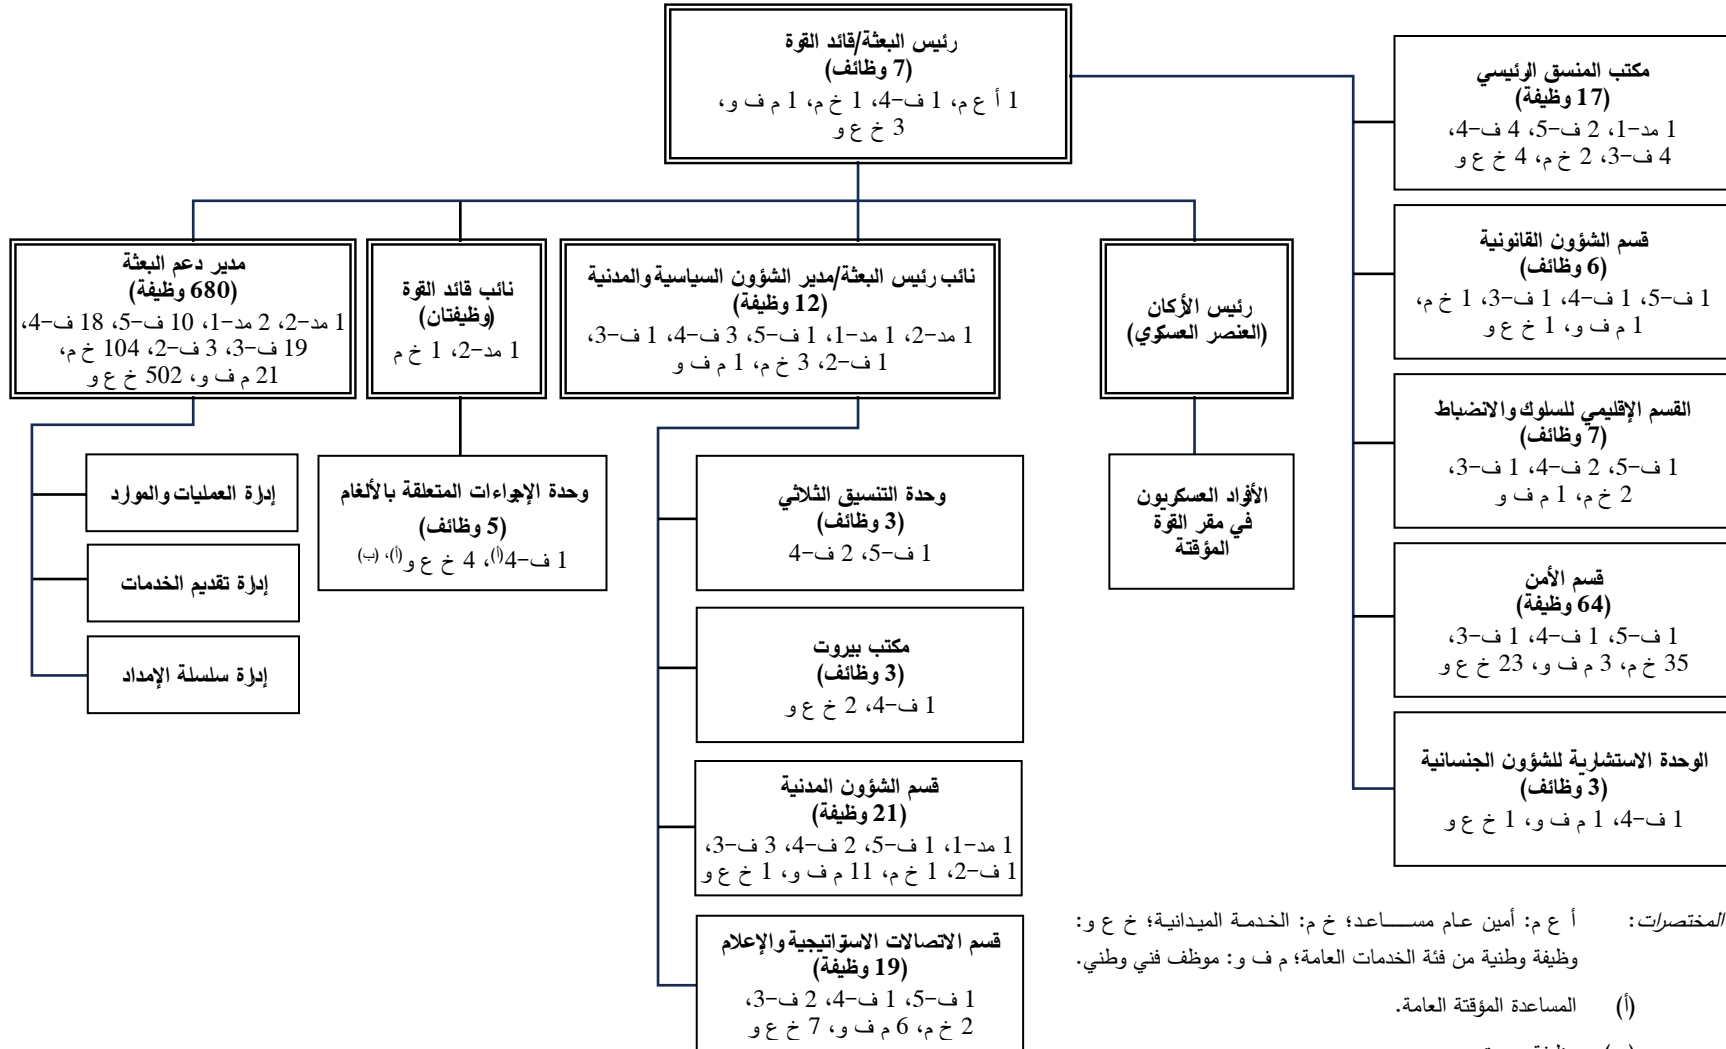 رئيس البعثة/قائد القوة
(7 وظائف)
1 أ ع م، 1 ف-4، 1 خ م، 1 م ف و،
3 خ ع و
مكتب المنسق الرئيسي
(17 وظيفة)
1 مد-1، 2 ف-5، 4 ف-4،
4 ف-3، 2 خ م، 4 خ ع و
قسم الشؤون القانونية
(6 وظائف)
1 ف-5، 1 ف-4، 1 ف-3، 1 خ م،
1 م ف و، 1 خ ع و
القسم الإقليمي للسلوك والانضباط
(7 وظائف)
1 ف-5، 2 ف-4، 1 ف-3،
2 خ م، 1 م ف و
قسم الأمن
(64 وظيفة)
1 ف-5، 1 ف-4، 1 ف-3،
35 خ م، 3 م ف و، 23 خ ع و
الوحدة الاستشارية للشؤون الجنسانية
(3 وظائف)
1 ف-4، 1 م ف و، 1 خ ع و
رئيس الأركان
(العنصر العسكري)
الأفراد العسكريون
في مقر القوة
المؤقتة
نائب رئيس البعثة/مدير الشؤون السياسية والمدنية
(12 وظيفة)
1 مد-2، 1 مد-1، 1 ف-5، 3 ف-4، 1 ف-3،
1 ف-2، 3 خ م، 1 م ف و
وحدة التنسيق الثلاثي
(3 وظائف)
1 ف-5، 2 ف-4
مكتب بيروت
(3 وظائف)
1 ف-4، 2 خ ع و
قسم الشؤون المدنية
(21 وظيفة)
1 مد-1، 1 ف-5، 2 ف-4، 3 ف-3،
1 ف-2، 1 خ م، 11 م ف و، 1 خ ع و
قسم الاتصالات الاستراتيجية والإعلام
(19 وظيفة)
1 ف-5، 1 ف-4، 2 ف-3،
2 خ م، 6 م ف و، 7 خ ع و
نائب قائد القوة
(وظيفتان)
1 مد-2، 1 خ م
وحدة الإجراءات المتعلقة بالألغام
(5 وظائف)
1 ف-4(أ)، 4 خ ع و(أ)، (ب)
مدير دعم البعثة
(680 وظيفة)
1 مد-2، 2 مد-1، 10 ف-5، 18 ف-4،
19 ف-3، 3 ف-2، 104 خ م،
21 م ف و، 502 خ ع و
إدارة العمليات والموارد
إدارة تقديم الخدمات
إدارة سلسلة الإمداد
المختصرات: أ ع م: أمين عام مساعد؛ خ م: الخدمة الميدانية؛ خ ع و:
وظيفة وطنية من فئة الخدمات العامة؛ م ف و: موظف فني وطني.
(أ) المساعدة المؤقتة العامة.